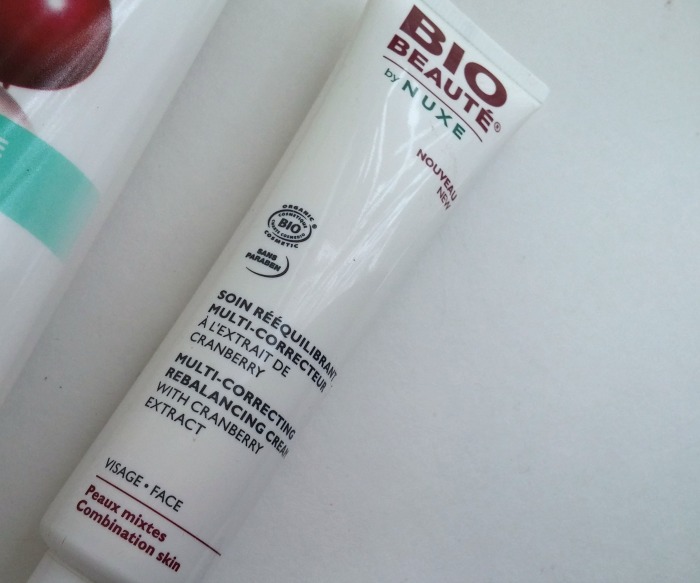 BIO
BEAUTÉ®
by NUXE
NOUVEAU
NEW
ORGANIC
COSMETIQUE
BIO
COSMETIC
SANS
PARABEN
SOIN RÉÉQUILIBRANT
MULTI-CORRECTEUR
À L'EXTRAIT DE
CRANBERRY
MULTI-CORRECTING
REBALANCING CREAM
WITH CRANBERRY
EXTRACT
VISAGE • FACE
Peaux mixtes
Combination skin